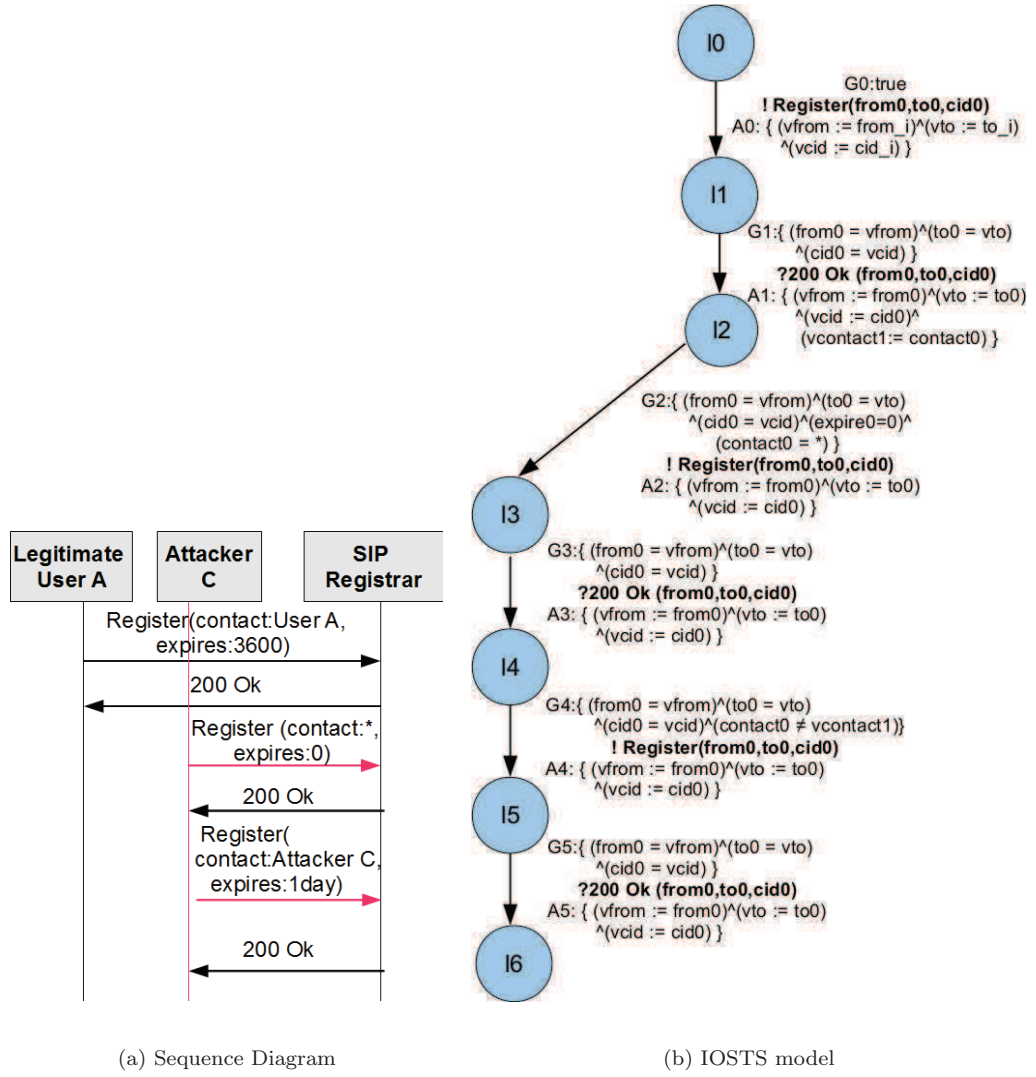 Legitimate
User A
Attacker
C
SIP
Registrar
Register(contact:User A,
expires:3600)
200 Ok
Register (contact:*,
expires:0)
200 Ok
Register(
contact:Attacker C,
expires:1day)
200 Ok
(a) Sequence Diagram
I0
G0:true
! Register(from0,to0,cid0)
A0: { (vfrom := from_i)^(vto := to_i)
^(vcid := cid_i) }
I1
G1:{ (from0 = vfrom)^(to0 = vto)
^(cid0 = vcid) }
?200 Ok (from0,to0,cid0)
A1: { (vfrom := from0)^(vto := to0)
^(vcid := cid0)^
(vcontact1:= contact0) }
I2
G2:{ (from0 = vfrom)^(to0 = vto)
^(cid0 = vcid)^(expire0=0)^
(contact0 = *) }
! Register(from0,to0,cid0)
A2: { (vfrom := from0)^(vto := to0)
^(vcid := cid0) }
I3
G3:{ (from0 = vfrom)^(to0 = vto)
^(cid0 = vcid) }
?200 Ok (from0,to0,cid0)
A3: { (vfrom := from0)^(vto := to0)
^(vcid := cid0) }
I4
G4:{ (from0 = vfrom)^(to0 = vto)
^(cid0 = vcid)^(contact0 ≠ vcontact1)}
! Register(from0,to0,cid0)
A4: { (vfrom := from0)^(vto := to0)
^(vcid := cid0) }
I5
G5:{ (from0 = vfrom)^(to0 = vto)
^(cid0 = vcid) }
?200 Ok (from0,to0,cid0)
A5: { (vfrom := from0)^(vto := to0)
^(vcid := cid0) }
I6
(b) IOSTS model